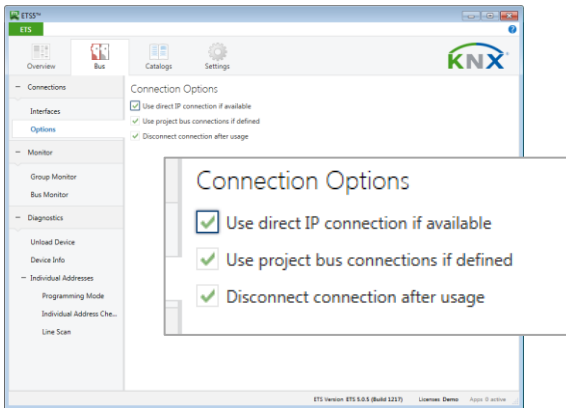 ETS5™
ETS
Overview
Bus
Catalogs
Settings
KNX
Connections
Interfaces
Options
Monitor
Group Monitor
Bus Monitor
Diagnostics
Unload Device
Device Info
Individual Addresses
Programming Mode
Individual Address Che...
Line Scan
Connection Options
Use direct IP connection if available
Use project bus connections if defined
Disconnect connection after usage
Connection Options
Use direct IP connection if available
Use project bus connections if defined
Disconnect connection after usage
ETS Version ETS 5.0.5 (Build 1217) Licenses Demo Apps 0 active